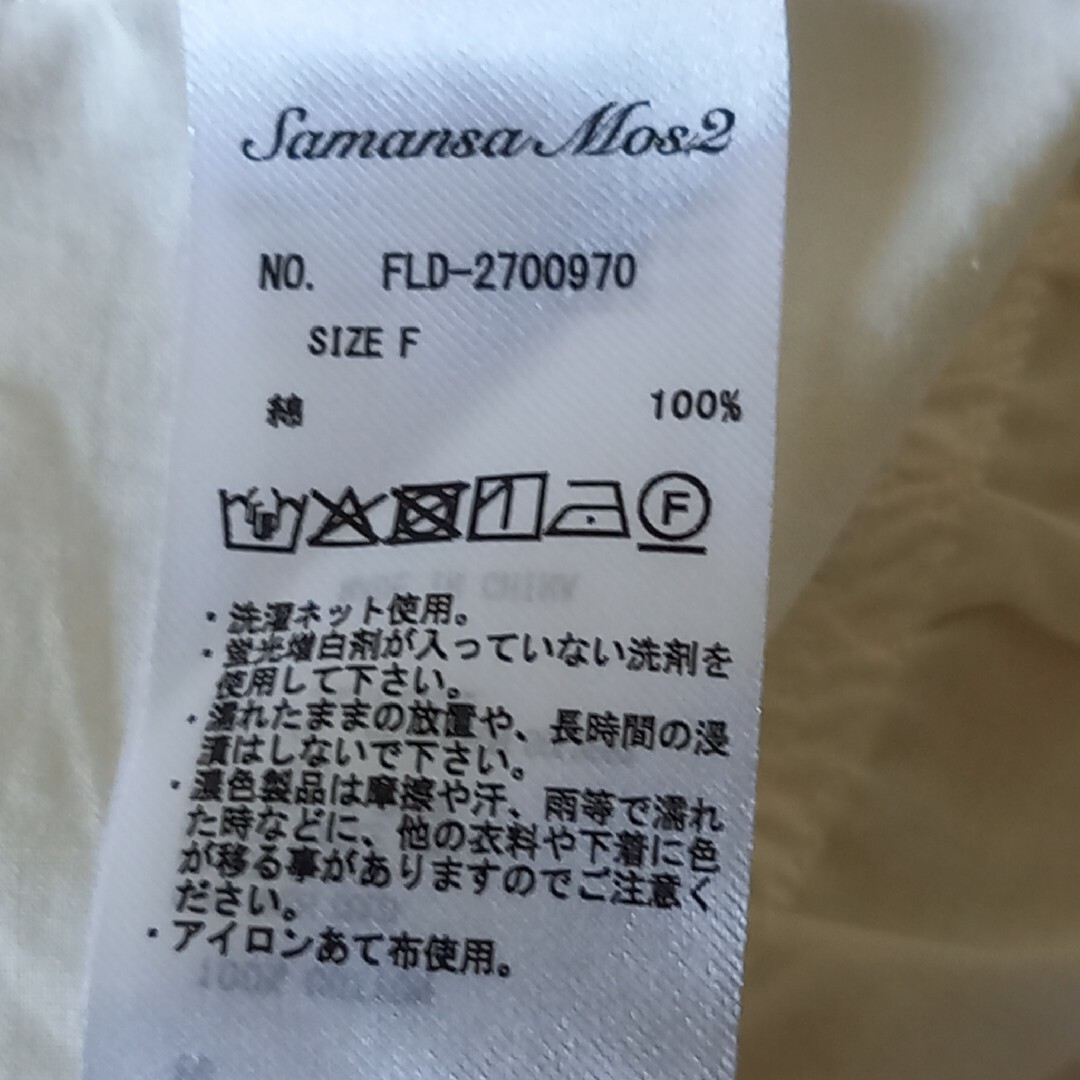 Samansa Mos2
NO. FLD-2700970
SIZE F
綿 100%
F
・洗濯ネット使用。
・蛍光増白剤が入っていない洗剤を
使用して下さい。
・濡れたままの放置や、長時間の浸
漬はしないで下さい。
・濃色製品は摩擦や汗、雨等で濡れ
た時などに、他の衣料や下着に色
が移る事がありますのでご注意く
ださい。
・アイロンあて布使用。
MADE IN CHINA